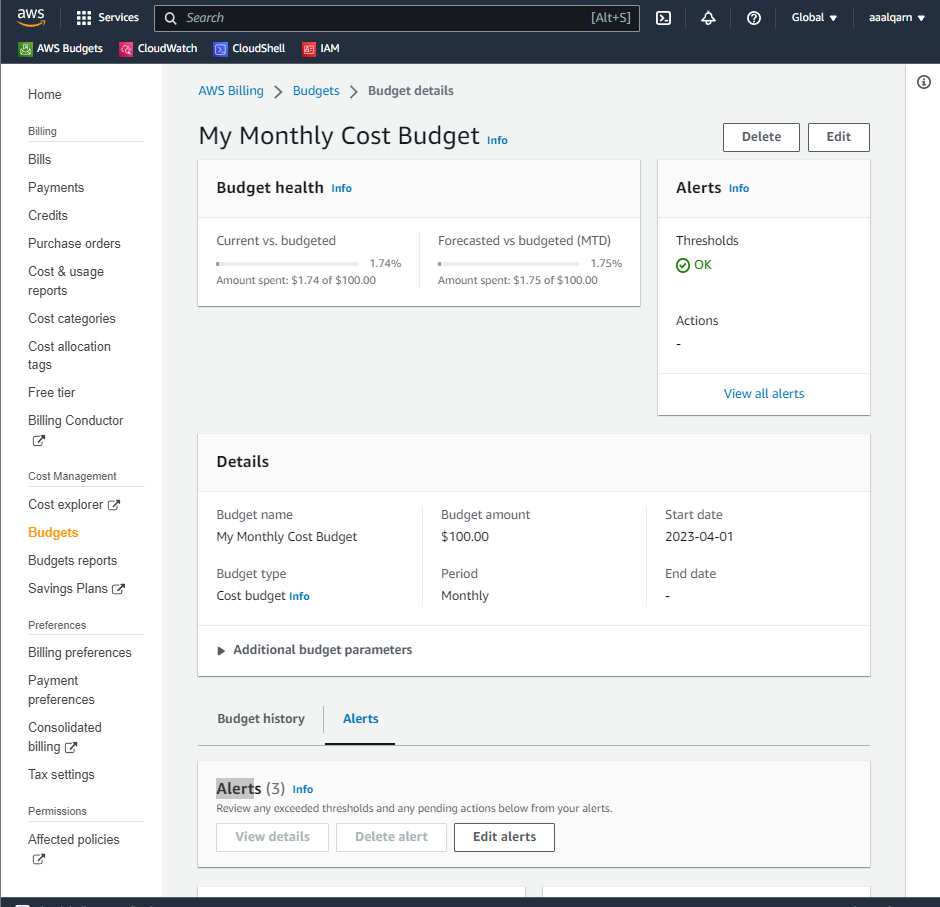 aws
Services
Search [Alt+S]
Global ▼
aaalqarn ▼
AWS Budgets
CloudWatch
CloudShell
IAM
Home
Billing
Bills
Payments
Credits
Purchase orders
Cost & usage
reports
Cost categories
Cost allocation
tags
Free tier
Billing Conductor
Cost Management
Cost explorer
Budgets
Budgets reports
Savings Plans
Preferences
Billing preferences
Payment
preferences
Consolidated
billing
Tax settings
Permissions
Affected policies
AWS Billing > Budgets > Budget details
My Monthly Cost Budget Info
Delete
Edit
Budget health Info
Current vs. budgeted
1.74%
Amount spent: $1.74 of $100.00
Forecasted vs budgeted (MTD)
1.75%
Amount spent: $1.75 of $100.00
Alerts Info
Thresholds
OK
Actions
-
View all alerts
Details
Budget name
My Monthly Cost Budget
Budget type
Cost budget Info
Budget amount
$100.00
Period
Monthly
Start date
2023-04-01
End date
-
Additional budget parameters
Budget history
Alerts
Alerts (3) Info
Review any exceeded thresholds and any pending actions below from your alerts.
View details
Delete alert
Edit alerts